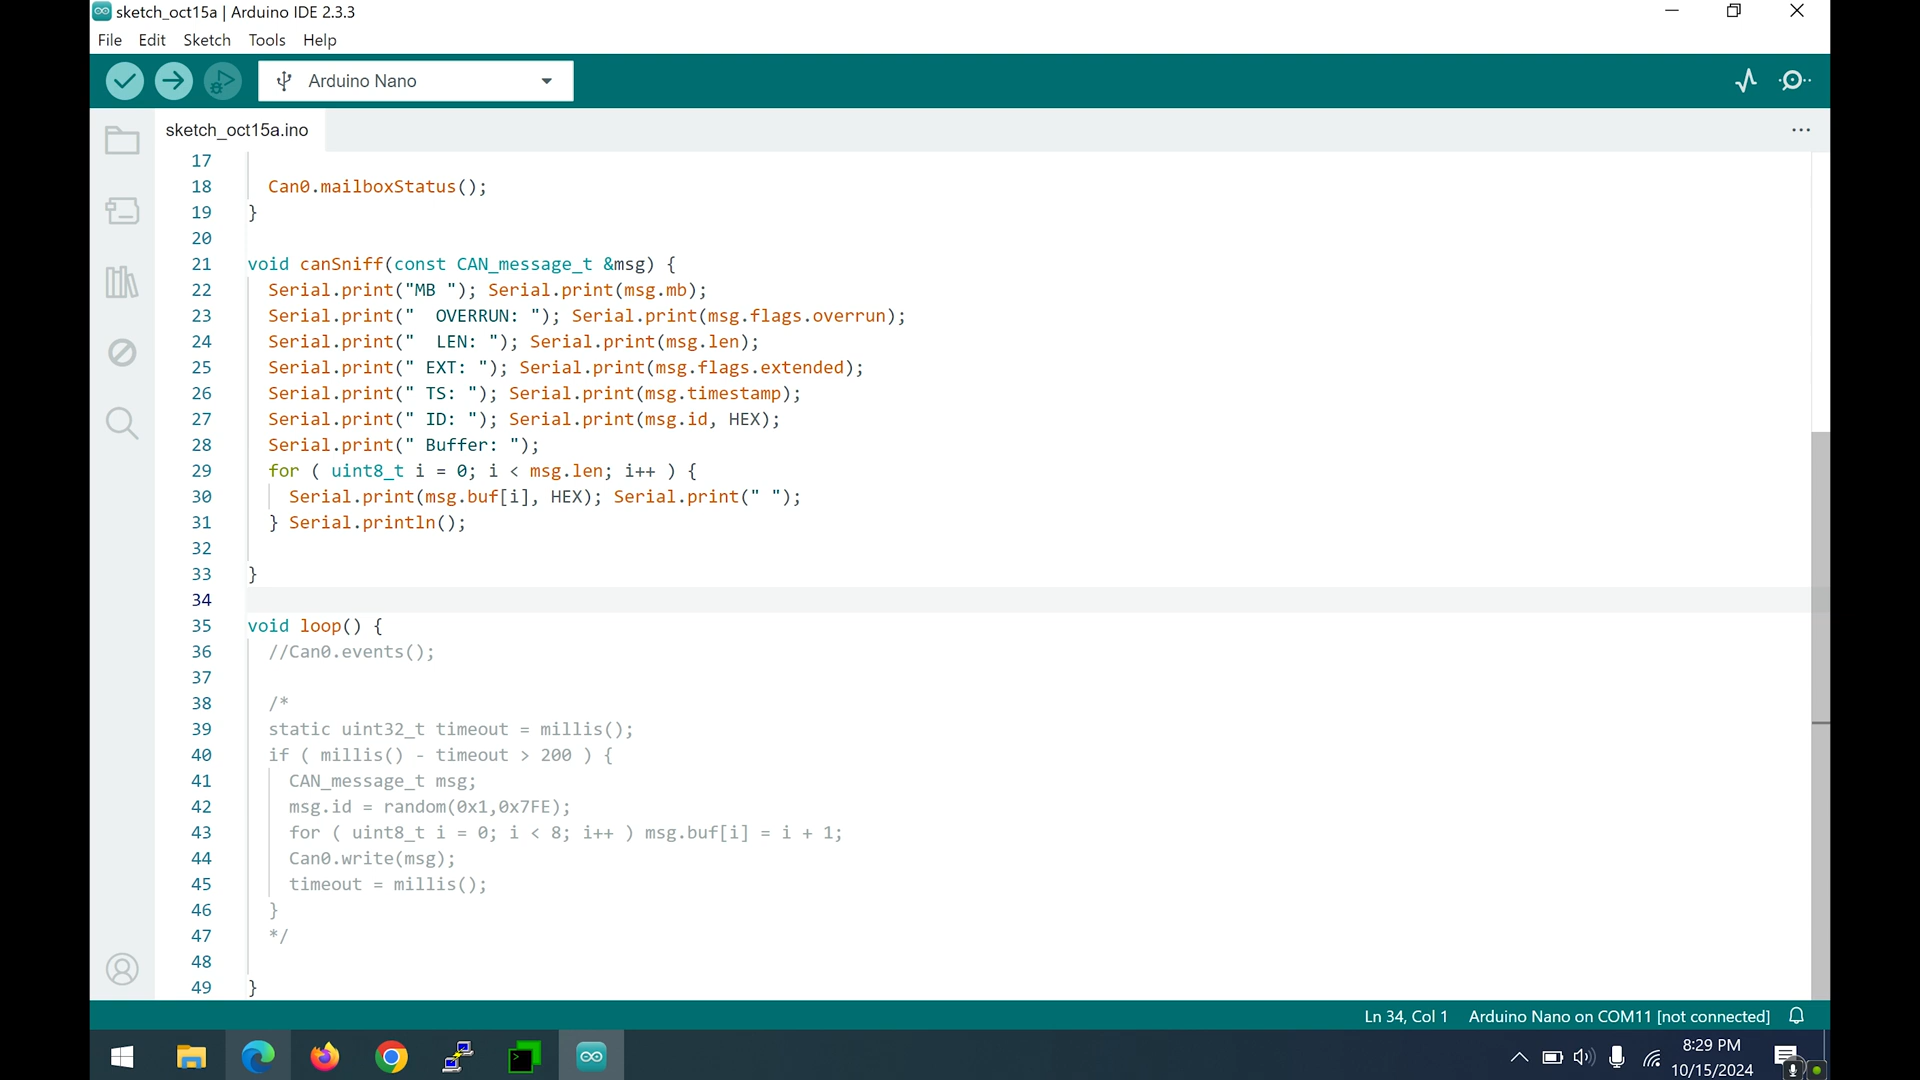 sketch_oct15a | Arduino IDE 2.3.3
File Edit Sketch Tools Help
Arduino Nano
sketch_oct15a.ino
17
18 Can0.mailboxStatus();
19 }
20
21 void canSniff(const CAN_message_t &msg) {
22 Serial.print("MB "); Serial.print(msg.mb);
23 Serial.print("  OVERRUN: "); Serial.print(msg.flags.overrun);
24 Serial.print("  LEN: "); Serial.print(msg.len);
25 Serial.print(" EXT: "); Serial.print(msg.flags.extended);
26 Serial.print(" TS: "); Serial.print(msg.timestamp);
27 Serial.print(" ID: "); Serial.print(msg.id, HEX);
28 Serial.print(" Buffer: ");
29 for ( uint8_t i = 0; i < msg.len; i++ ) {
30 Serial.print(msg.buf[i], HEX); Serial.print(" ");
31 } Serial.println();
32
33 }
34
35 void loop() {
36 //Can0.events();
37
38 /*
39 static uint32_t timeout = millis();
40 if ( millis() - timeout > 200 ) {
41 CAN_message_t msg;
42 msg.id = random(0x1,0x7FE);
43 for ( uint8_t i = 0; i < 8; i++ ) msg.buf[i] = i + 1;
44 Can0.write(msg);
45 timeout = millis();
46 }
47 */
48
49 }
Ln 34, Col 1 Arduino Nano on COM11 [not connected]
8:29 PM
10/15/2024